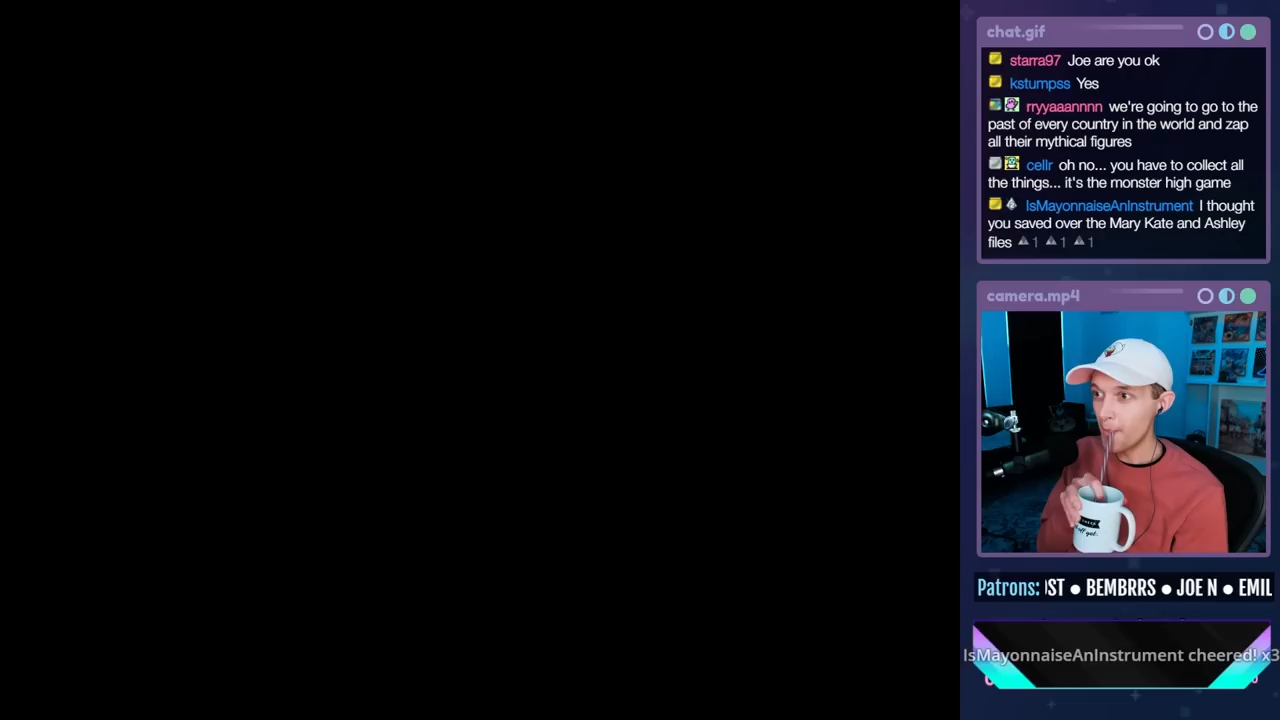 chat.gif
starra97 Joe are you ok
kstumpss Yes
rryyaaannnn we're going to go to the
past of every country in the world and zap
all their mythical figures
cellr oh no... you have to collect all
the things... it's the monster high game
IsMayonnaiseAnInstrument I thought
you saved over the Mary Kate and Ashley
files 1 1 1
camera.mp4
Patrons: ST ● BEMBRRS ● JOE N ● EMIL
IsMayonnaiseAnInstrument cheered! x3